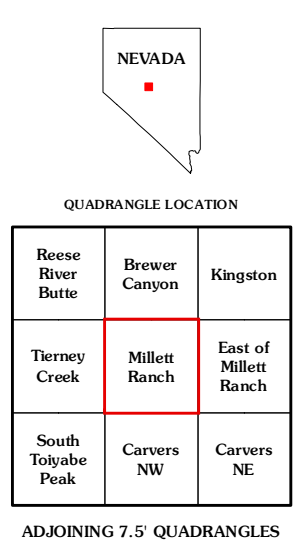 NEVADA
QUADRANGLE LOCATION
Reese
River
Butte
Brewer
Canyon
Kingston
Tierney
Creek
Millett
Ranch
East of
Millett
Ranch
South
Toiyabe
Peak
Carvers
NW
Carvers
NE
ADJOINING 7.5' QUADRANGLES